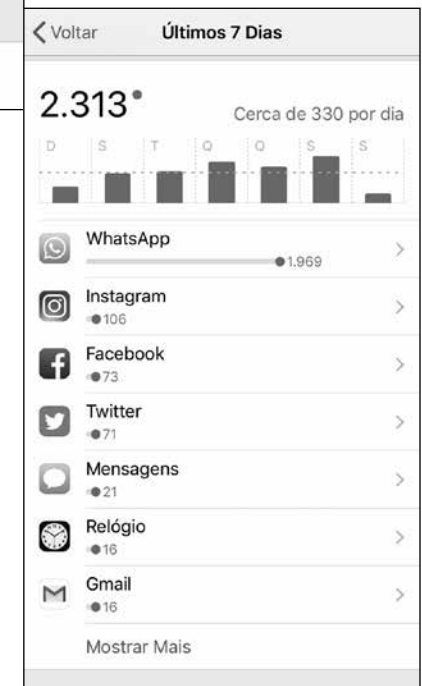 Voltar Últimos 7 Dias
2.313 Cerca de 330 por dia
D S T Q Q S S
WhatsApp
1.969
Instagram
106
Facebook
73
Twitter
71
Mensagens
21
Relógio
16
Gmail
16
Mostrar Mais